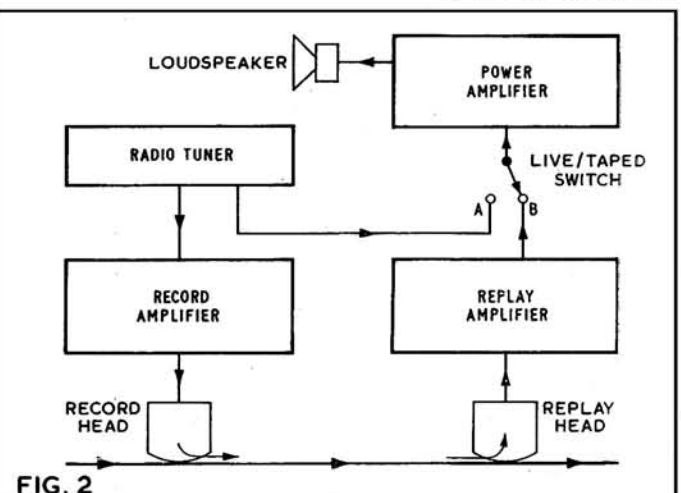 LOUDSPEAKER
POWER
AMPLIFIER
RADIO TUNER
LIVE/TAPED
SWITCH
A
B
RECORD
AMPLIFIER
REPLAY
AMPLIFIER
RECORD
HEAD
REPLAY
HEAD
FIG. 2